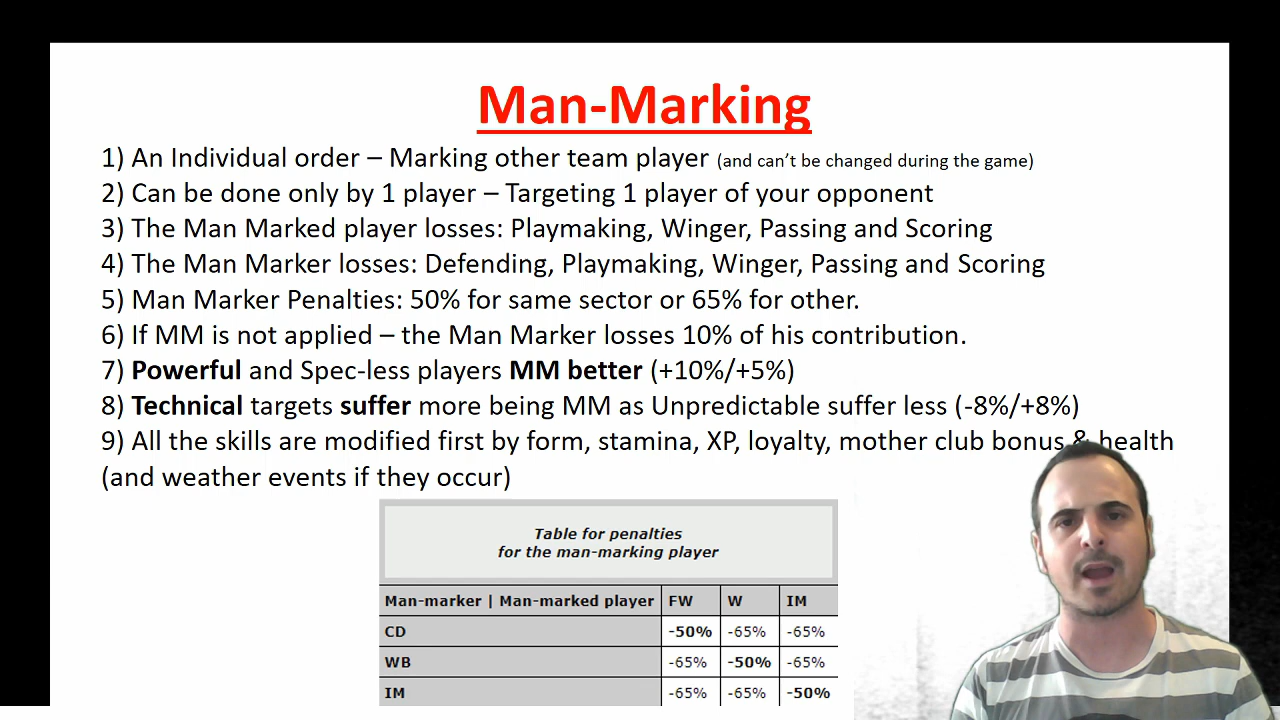 Man-Marking
1) An Individual order – Marking other team player (and can't be changed during the game)
2) Can be done only by 1 player – Targeting 1 player of your opponent
3) The Man Marked player losses: Playmaking, Winger, Passing and Scoring
4) The Man Marker losses: Defending, Playmaking, Winger, Passing and Scoring
5) Man Marker Penalties: 50% for same sector or 65% for other.
6) If MM is not applied – the Man Marker losses 10% of his contribution.
7) Powerful and Spec-less players MM better (+10%/+5%)
8) Technical targets suffer more being MM as Unpredictable suffer less (-8%/+8%)
9) All the skills are modified first by form, stamina, XP, loyalty, mother club bonus & health
(and weather events if they occur)
Table for penalties
for the man-marking player
Man-marker | Man-marked player FW W IM
CD -50% -65% -65%
WB -65% -50% -65%
IM -65% -65% -50%